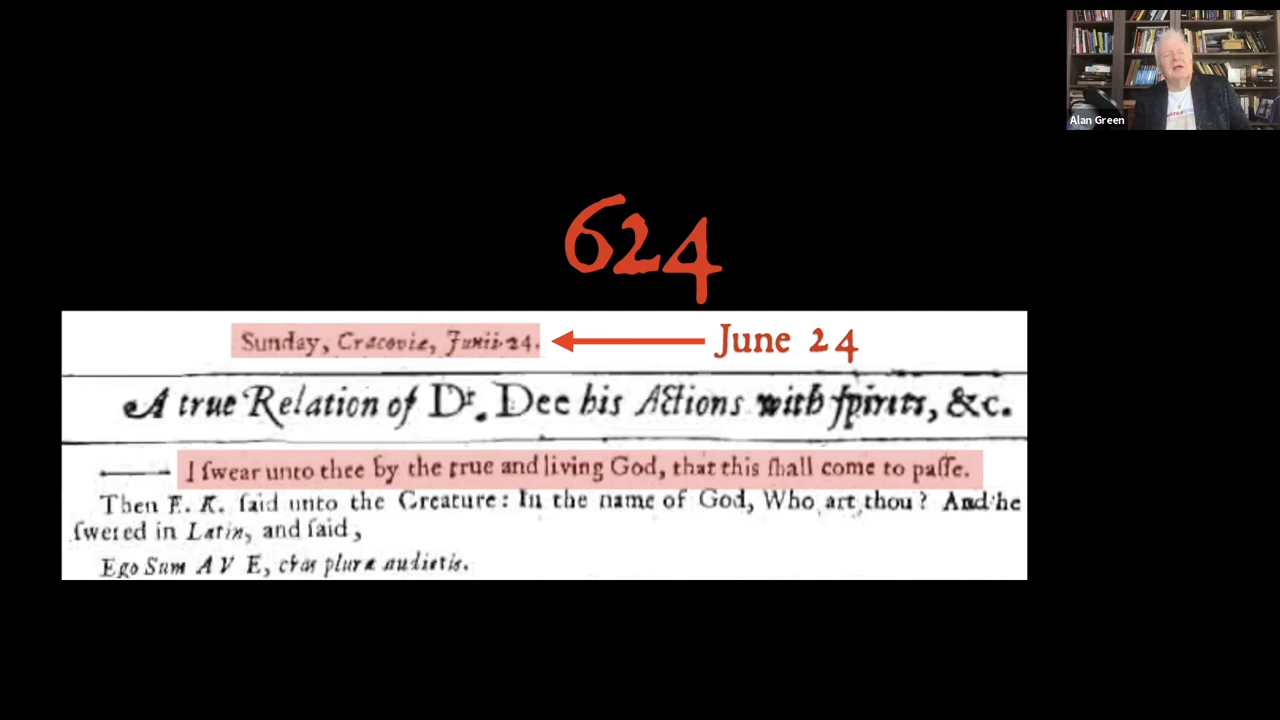 Alan Green
624
Sunday, Cracoviæ, Junii 24.
June 24
A true Relation of Dr. Dee his Actions with ſpirits, &c.
I ſwear unto thee by the true and living God, that this ſhall come to paſſe.
Then E. K. ſaid unto the Creature: In the name of God, Who art thou? And he
ſwered in Latin, and ſaid,
Ego Sum A V E, cras plura audietis.